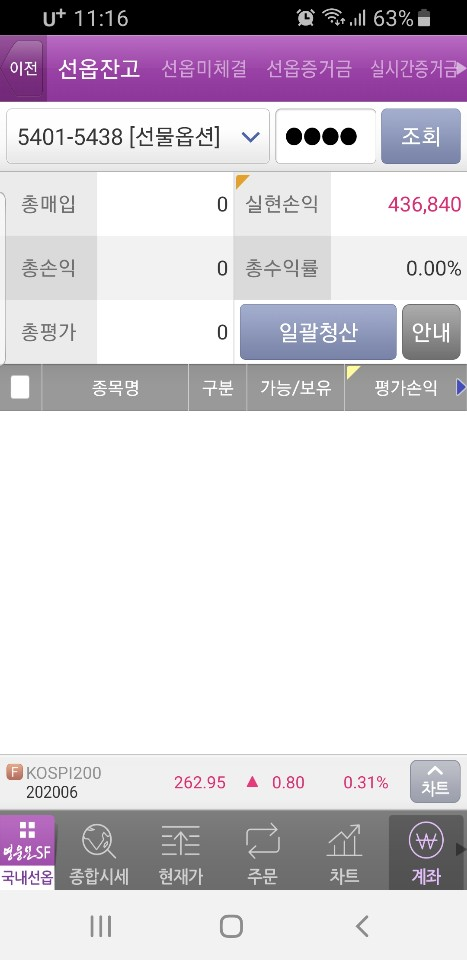 U+ 11:16 63%
이전 선옵잔고 선옵미체결 선옵증거금 실시간증거금
5401-5438 [선물옵션] ●●●● 조회
총매입 0 실현손익 436,840
총손익 0 총수익률 0.00%
총평가 0 일괄청산 안내
종목명 구분 가능/보유 평가손익
F KOSPI200 262.95 ▲ 0.80 0.31% 차트
202006
영웅문SF
국내선옵 종합시세 현재가 주문 차트 계좌